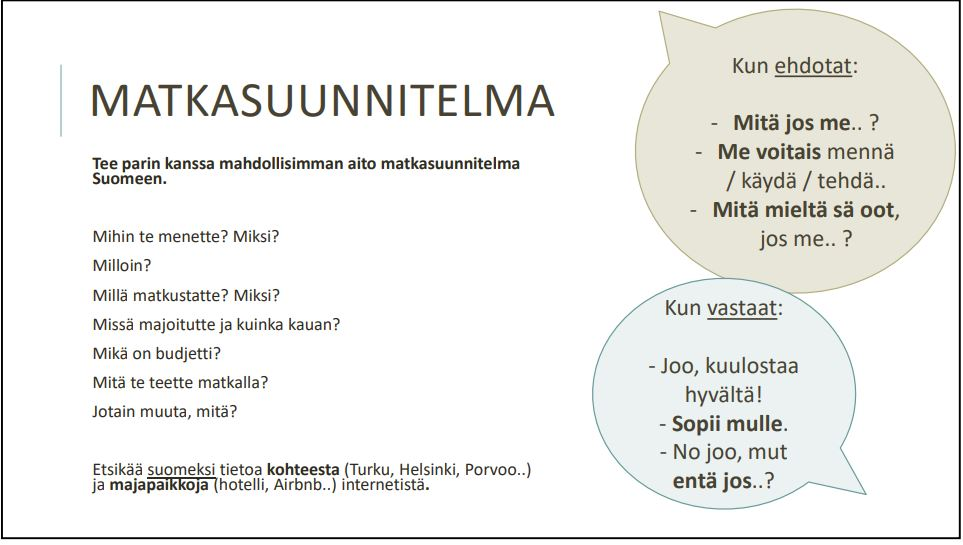 MATKASUUNNITELMA
Tee parin kanssa mahdollisimman aito matkasuunnitelma
Suomeen.
Mihin te menette? Miksi?
Milloin?
Millä matkustatte? Miksi?
Missä majoitutte ja kuinka kauan?
Mikä on budjetti?
Mitä te teette matkalla?
Jotain muuta, mitä?
Etsikää suomeksi tietoa kohteesta (Turku, Helsinki, Porvoo..)
ja majapaikkoja (hotelli, Airbnb..) internetistä.
Kun ehdotat:
- Mitä jos me.. ?
- Me voitais mennä
/ käydä / tehdä..
- Mitä mieltä sä oot,
jos me.. ?
Kun vastaat:
- Joo, kuulostaa
hyvältä!
- Sopii mulle.
- No joo, mut
entä jos..?